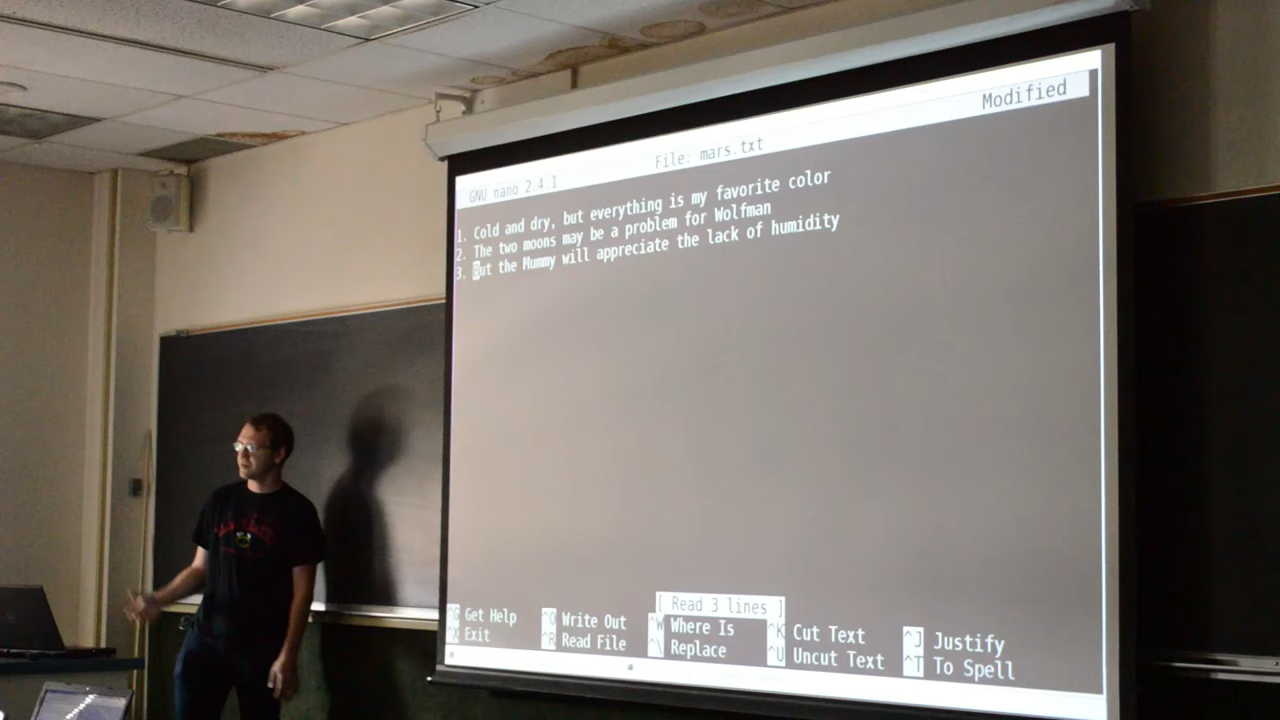 GNU nano 2.4.1 File: mars.txt Modified
1. Cold and dry, but everything is my favorite color
2. The two moons may be a problem for Wolfman
3. But the Mummy will appreciate the lack of humidity
[ Read 3 lines ]
^G Get Help ^O Write Out ^W Where Is ^K Cut Text ^J Justify
^X Exit ^R Read File ^\ Replace ^U Uncut Text ^T To Spell